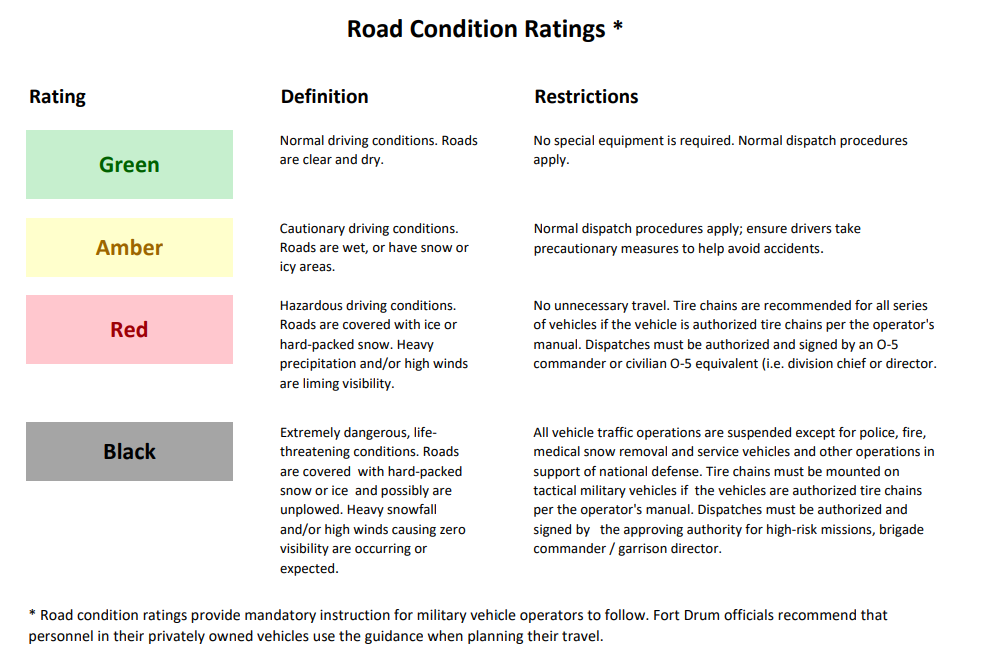 Road Condition Ratings *
Rating Definition Restrictions
Green
Normal driving conditions. Roads
are clear and dry.
No special equipment is required. Normal dispatch procedures
apply.
Amber
Cautionary driving conditions.
Roads are wet, or have snow or
icy areas.
Normal dispatch procedures apply; ensure drivers take
precautionary measures to help avoid accidents.
Red
Hazardous driving conditions.
Roads are covered with ice or
hard-packed snow. Heavy
precipitation and/or high winds
are liming visibility.
No unnecessary travel. Tire chains are recommended for all series
of vehicles if the vehicle is authorized tire chains per the operator's
manual. Dispatches must be authorized and signed by an O-5
commander or civilian O-5 equivalent (i.e. division chief or director.
Black
Extremely dangerous, life-
threatening conditions. Roads
are covered  with hard-packed
snow or ice  and possibly are
unplowed. Heavy snowfall
and/or high winds causing zero
visibility are occurring or
expected.
All vehicle traffic operations are suspended except for police, fire,
medical snow removal and service vehicles and other operations in
support of national defense. Tire chains must be mounted on
tactical military vehicles if  the vehicles are authorized tire chains
per the operator's manual. Dispatches must be authorized and
signed by   the approving authority for high-risk missions, brigade
commander / garrison director.
* Road condition ratings provide mandatory instruction for military vehicle operators to follow. Fort Drum officials recommend that
personnel in their privately owned vehicles use the guidance when planning their travel.